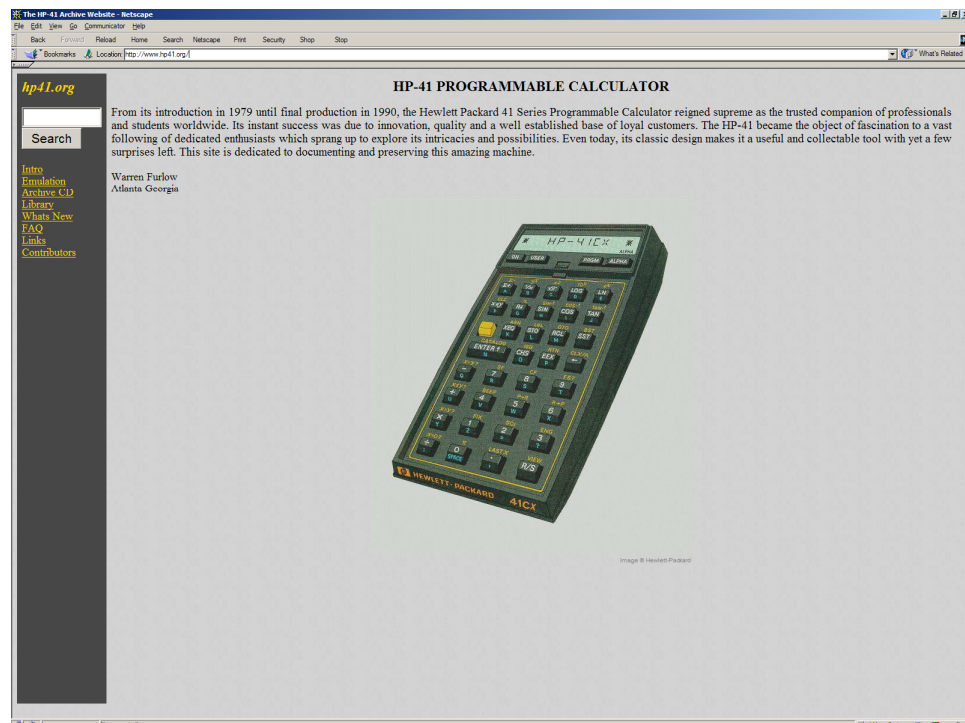 The HP-41 Archive Website - Netscape
File Edit View Go Communicator Help
Back Forward Reload Home Search Netscape Print Security Shop Stop
Bookmarks Location: http://www.hp41.org/ What's Related
hp41.org
Search
Intro
Emulation
Archive CD
Library
Whats New
FAQ
Links
Contributors
HP-41 PROGRAMMABLE CALCULATOR
From its introduction in 1979 until final production in 1990, the Hewlett Packard 41 Series Programmable Calculator reigned supreme as the trusted companion of professionals
and students worldwide. Its instant success was due to innovation, quality and a well established base of loyal customers. The HP-41 became the object of fascination to a vast
following of dedicated enthusiasts which sprang up to explore its intricacies and possibilities. Even today, its classic design makes it a useful and collectable tool with yet a few
surprises left. This site is dedicated to documenting and preserving this amazing machine.
Warren Furlow
Atlanta Georgia
HP-41CX
ALPHA
ON USER PRGM ALPHA
LOG LN
SIN COS TAN
XEQ STO RCL SST
CATALOG
ENTER↑ CHS EEX ←
− 7 8 9
BEEP
+ 4 5 6
FIX SCI ENG
× 1 2 3
LAST X VIEW
÷ 0 . R/S
SPACE
HEWLETT·PACKARD 41CX
Image © Hewlett-Packard